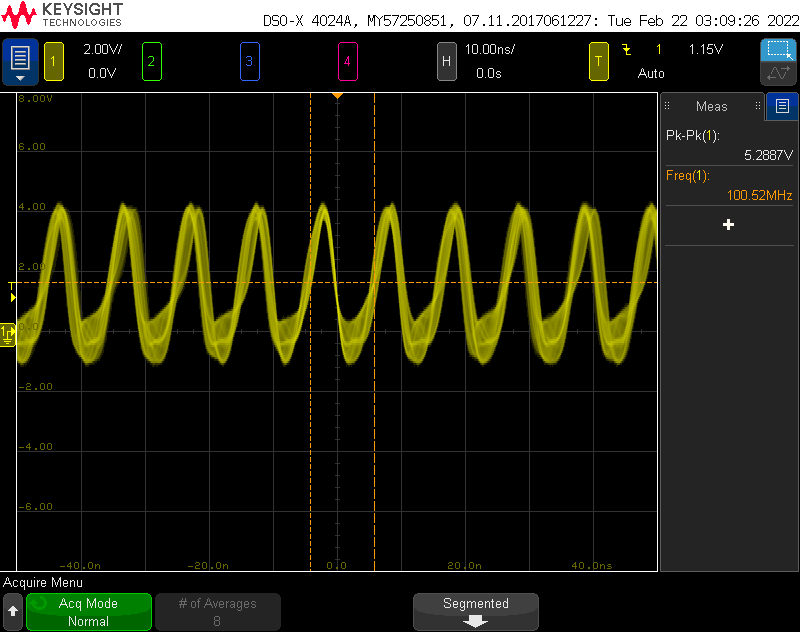 KEYSIGHT
TECHNOLOGIES
DSO-X 4024A, MY57250851, 07.11.2017061227: Tue Feb 22 03:09:26 2022
1 2.00V/ 2 3 4 H 10.00ns/ T 1 1.15V
0.0V 0.0s Auto
8.00V
6.00
4.00
2.00
0.0
-2.00
-4.00
-6.00
T
1
-40.0n -20.0n 0.0 20.0n 40.0ns
Meas
Pk-Pk(1):
5.2887V
Freq(1):
100.52MHz
+
Acquire Menu
Acq Mode
Normal
# of Averages
8
Segmented